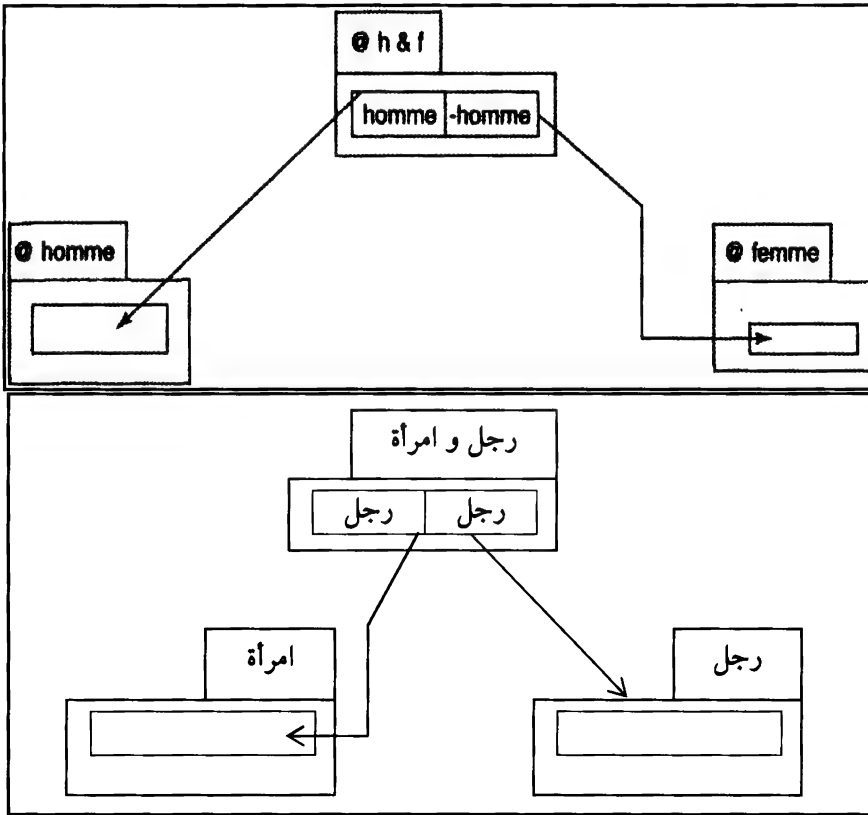 @ h & f
homme -homme
@ homme
@ femme
رجل و امرأة
رجل رجل
امرأة
رجل